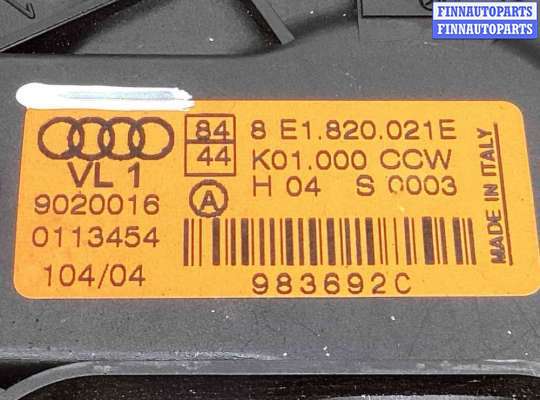 FINNAUTOPARTS
FINNAUTOPARTS
84 8 E1.820.021E
44 K01.000 CCW
VL 1
A H 04 S 0003
9020016
0113454
104/04
983692C
MADE IN ITALY